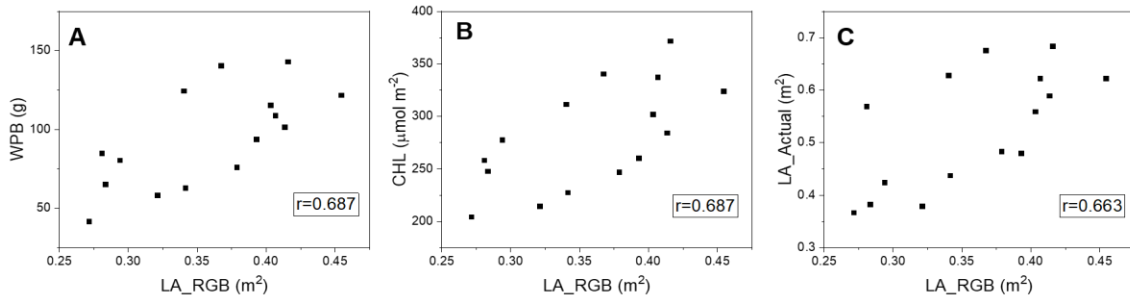 A
WPB (g)
150
100
50
0.25 0.30 0.35 0.40 0.45
LA_RGB (m²)
r=0.687
B
CHL (μmol m⁻²)
400
350
300
250
200
0.25 0.30 0.35 0.40 0.45
LA_RGB (m²)
r=0.687
C
LA_Actual (m²)
0.7
0.6
0.5
0.4
0.3
0.25 0.30 0.35 0.40 0.45
LA_RGB (m²)
r=0.663